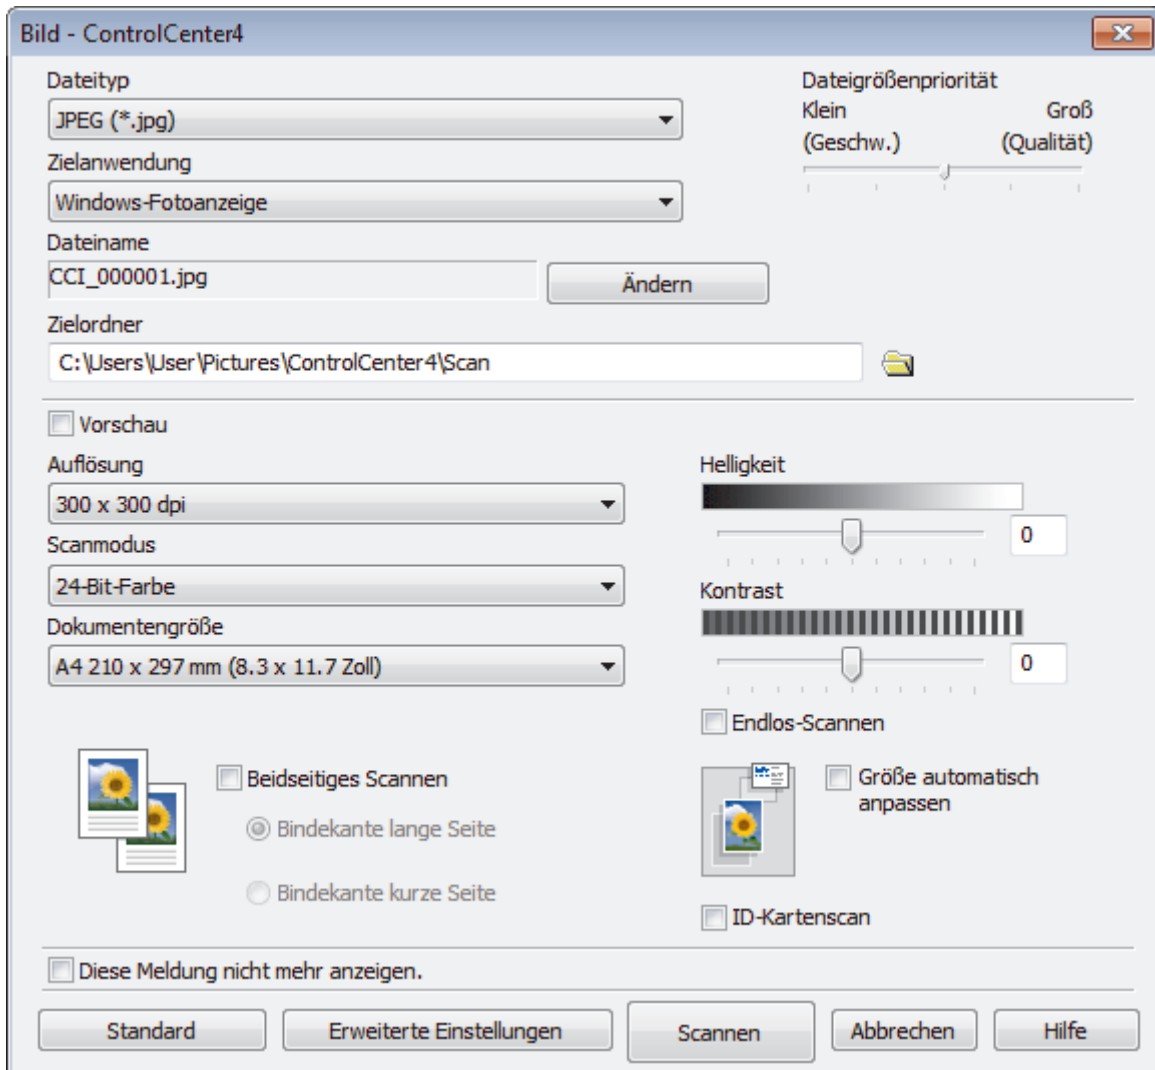 Bild - ControlCenter4
Dateityp
JPEG (*.jpg)
Zielanwendung
Windows-Fotoanzeige
Dateiname
CCI_000001.jpg
Ändern
Zielordner
C:\Users\User\Pictures\ControlCenter4\Scan
Dateigrößenpriorität
Klein Groß
(Geschw.) (Qualität)
Vorschau
Auflösung
300 x 300 dpi
Scanmodus
24-Bit-Farbe
Dokumentengröße
A4 210 x 297 mm (8.3 x 11.7 Zoll)
Helligkeit
0
Kontrast
0
Endlos-Scannen
Beidseitiges Scannen
Bindekante lange Seite
Bindekante kurze Seite
Größe automatisch
anpassen
ID-Kartenscan
Diese Meldung nicht mehr anzeigen.
Standard
Erweiterte Einstellungen
Scannen
Abbrechen
Hilfe